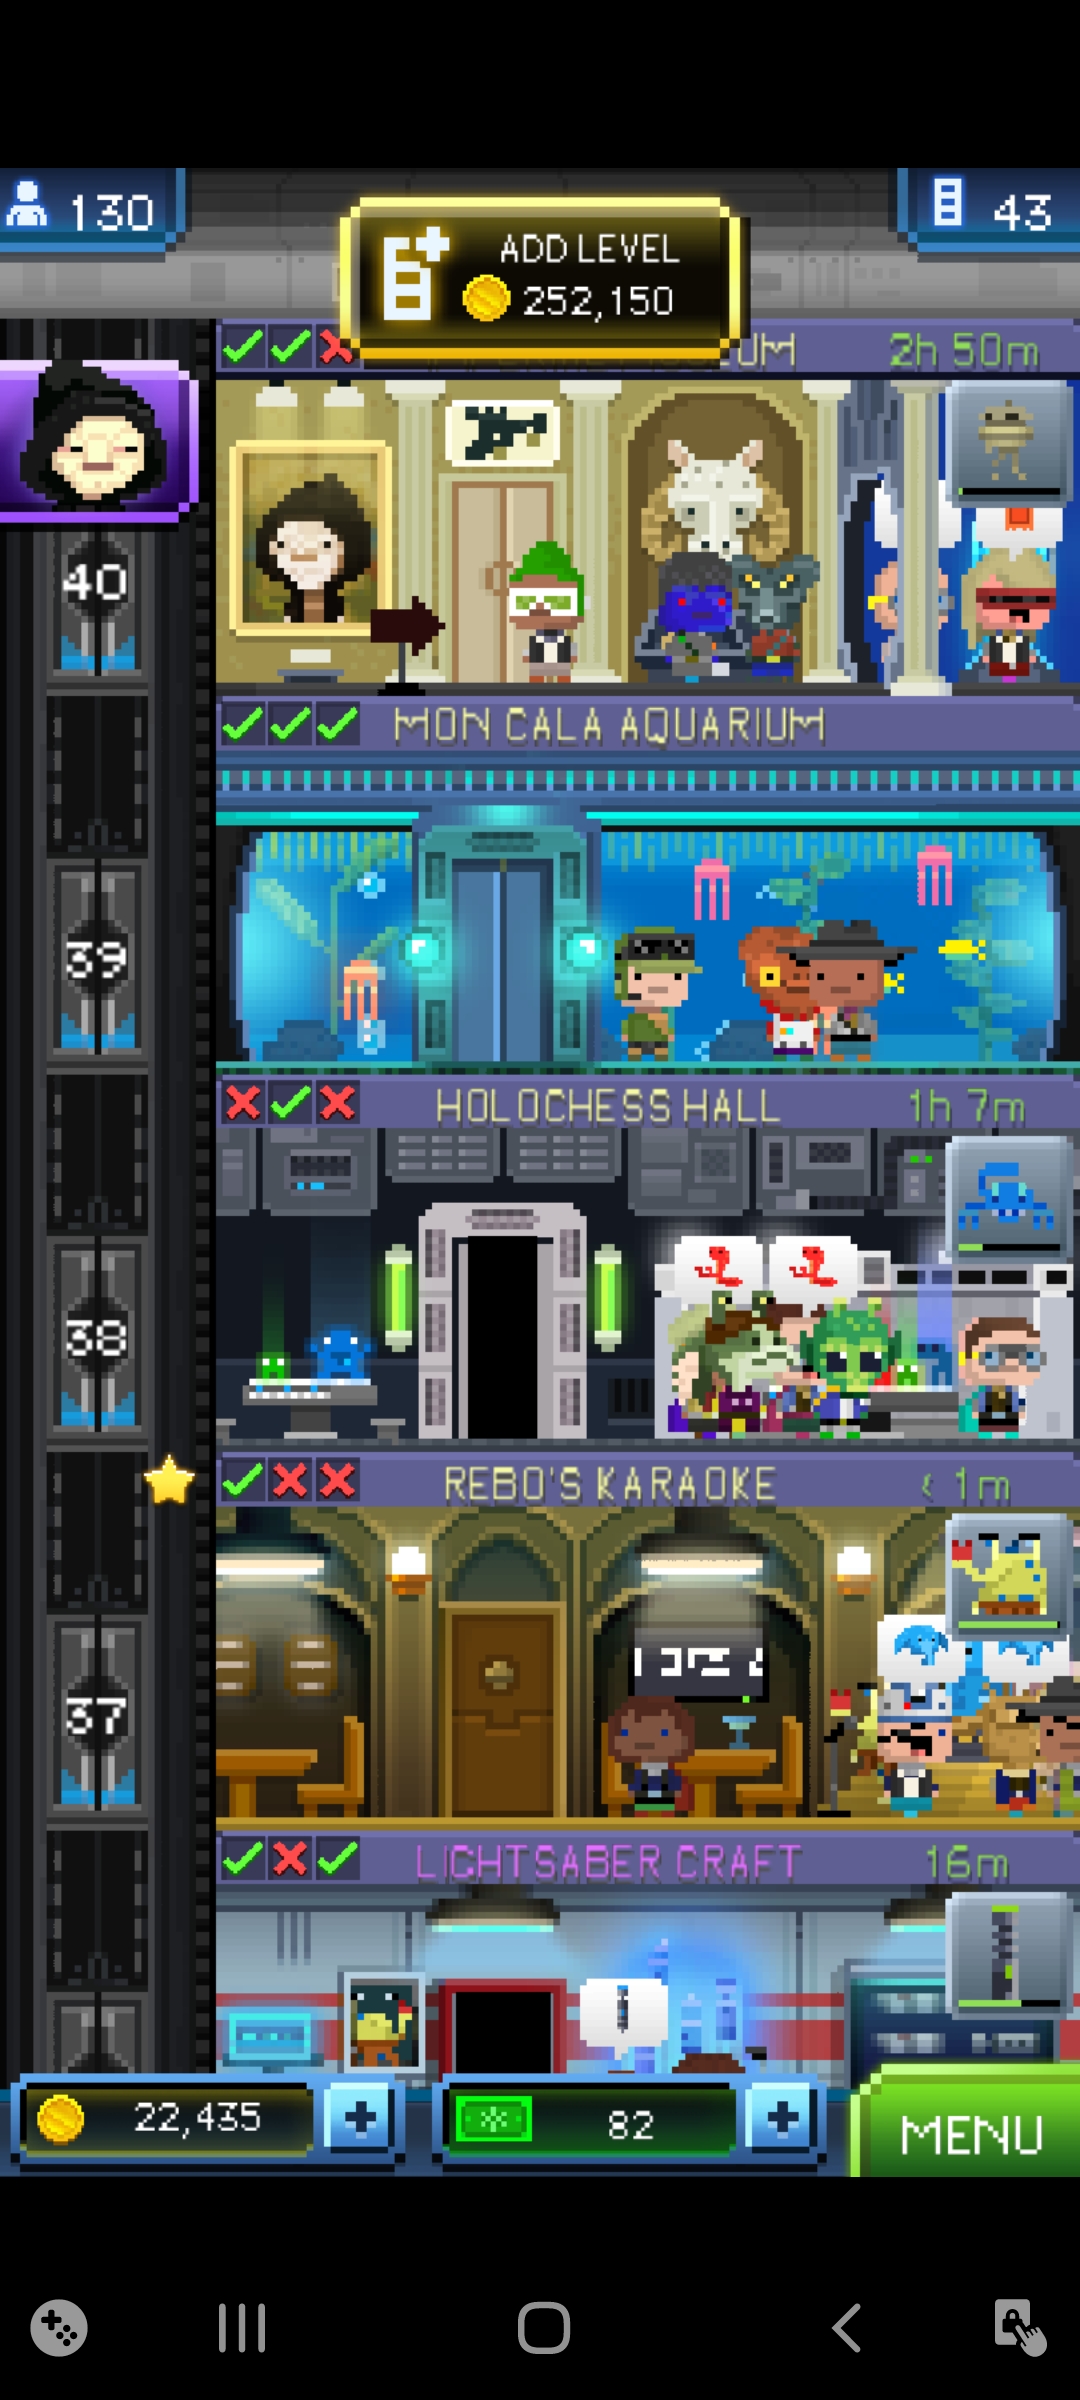 130
43
ADD LEVEL
252,150
2h 50m
40
MON CALA AQUARIUM
39
HOLOCHESS HALL
1h 7m
38
REBO'S KARAOKE
< 1m
37
LIGHTSABER CRAFT
16m
22,435
82
MENU